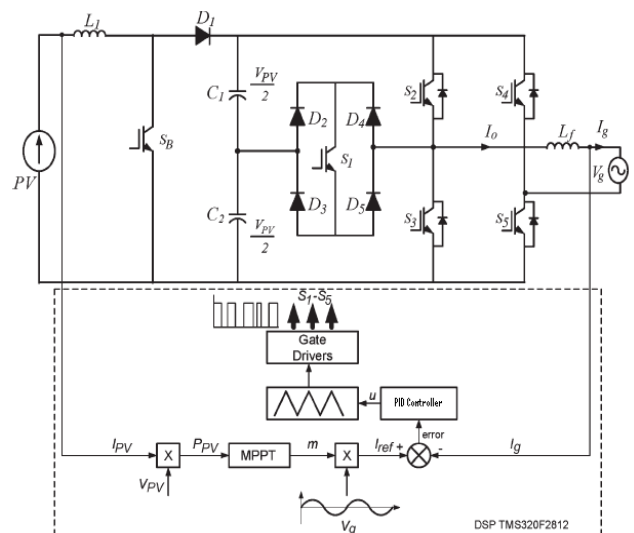 L1
D1
C1
VPV
2
D2
D4
S2
S4
SB
S1
Io
Lf
Ig
PV
Vg
C2
VPV
2
D3
D5
S3
S5
S1-S5
Gate
Drivers
u
PID Controller
error
IPV
PPV
m
Iref
+
-
Ig
X
MPPT
X
VPV
Vg
DSP TMS320F2812